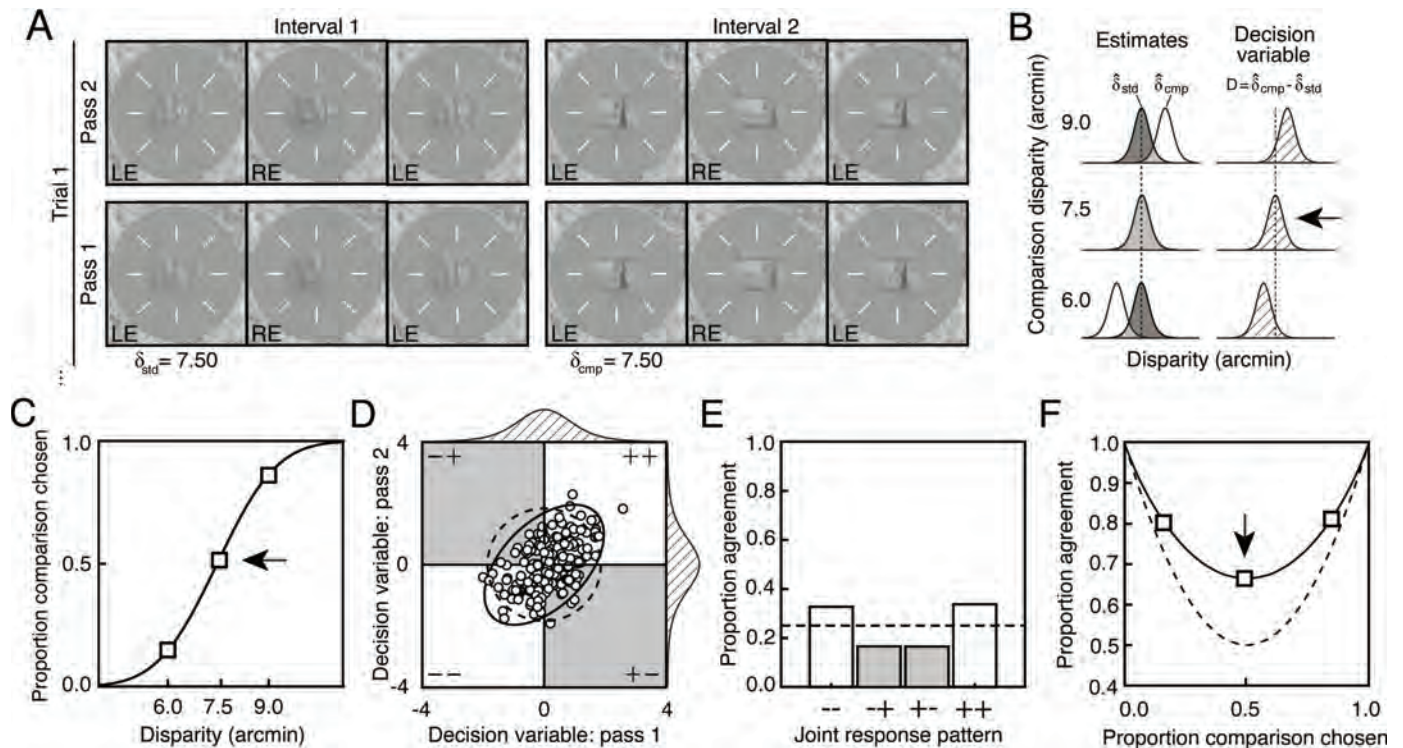 A
Interval 1
Interval 2
Trial 1
Pass 2
LE
RE
LE
LE
RE
LE
Pass 1
LE
RE
LE
LE
RE
LE
δ̂std = 7.50
δ̂cmp = 7.50
....
B
Estimates
Decision
variable
δ̂std
δ̂cmp
D = δ̂cmp - δ̂std
Comparison disparity (arcmin)
9.0
7.5
6.0
Disparity (arcmin)
C
Proportion comparison chosen
1.0
0.5
0.0
6.0 7.5 9.0
Disparity (arcmin)
D
Decision variable: pass 2
4
0
-4
-+
++
--
+-
-4 0 4
Decision variable: pass 1
E
Proportion agreement
1.0
0.8
0.6
0.4
0.2
0.0
-- -+ +- ++
Joint response pattern
F
Proportion agreement
1.0
0.9
0.8
0.7
0.6
0.5
0.4
0.0 0.5 1.0
Proportion comparison chosen